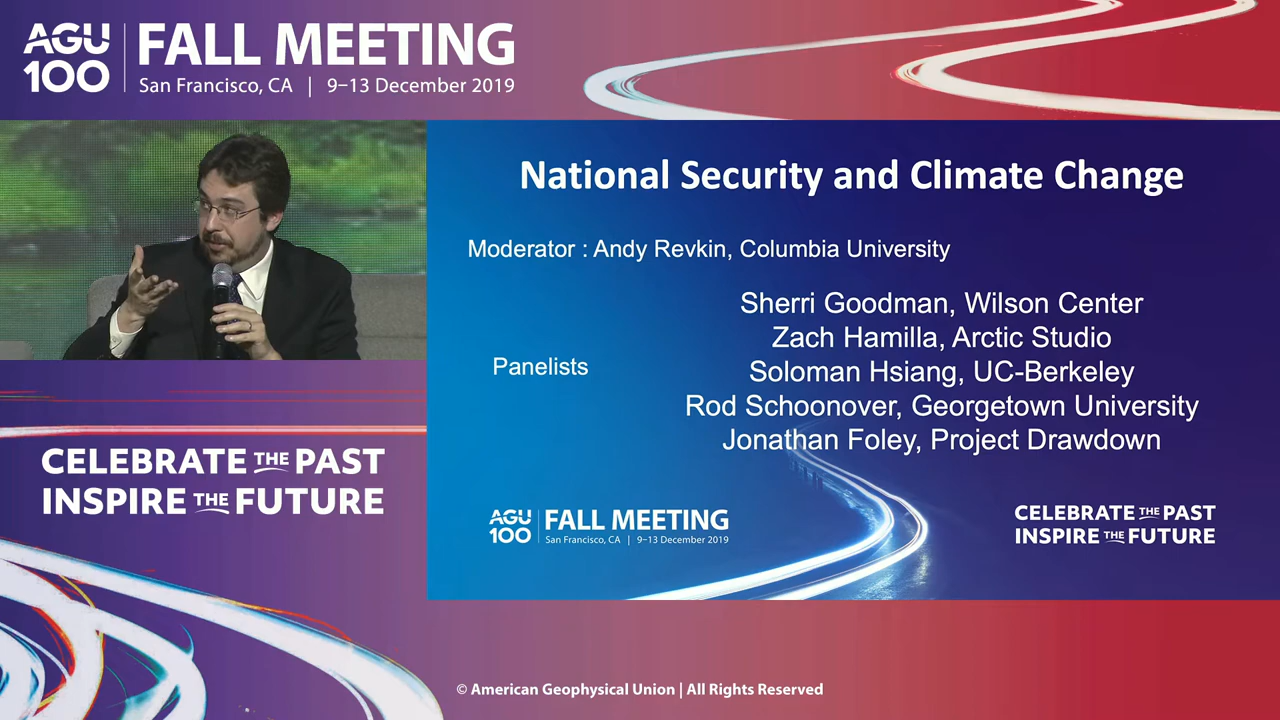 AGU
100
FALL MEETING
San Francisco, CA | 9–13 December 2019
National Security and Climate Change
Moderator : Andy Revkin, Columbia University
Panelists
Sherri Goodman, Wilson Center
Zach Hamilla, Arctic Studio
Soloman Hsiang, UC-Berkeley
Rod Schoonover, Georgetown University
Jonathan Foley, Project Drawdown
CELEBRATE THE PAST
INSPIRE THE FUTURE
AGU
100
FALL MEETING
San Francisco, CA | 9–13 December 2019
CELEBRATE THE PAST
INSPIRE THE FUTURE
© American Geophysical Union | All Rights Reserved